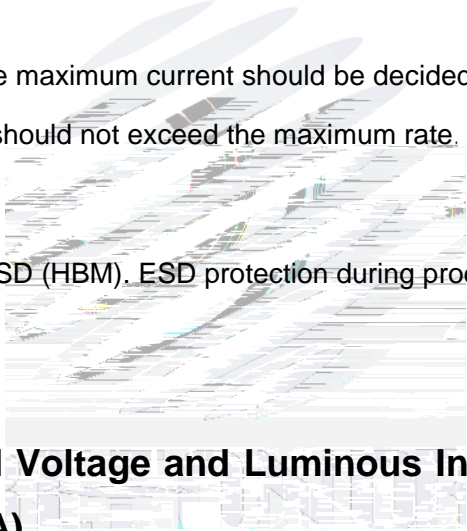 e maximum current should be decided
should not exceed the maximum rate.
SD (HBM). ESD protection during proc
Voltage and Luminous In
A)